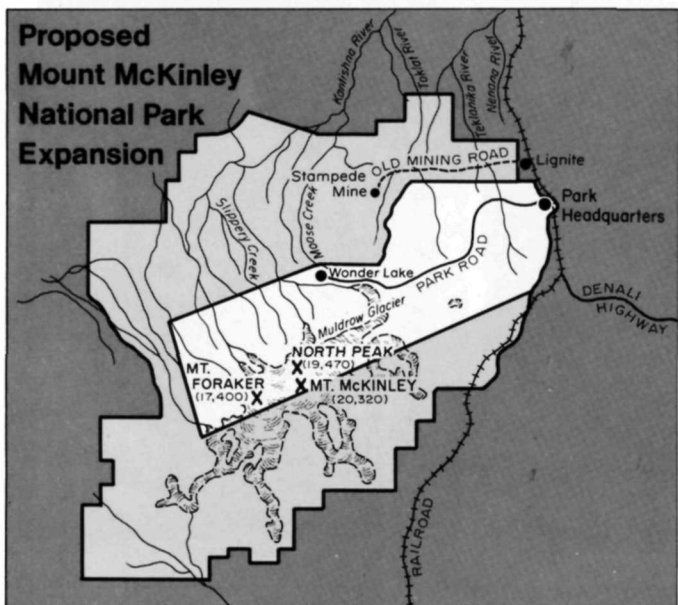 Proposed
Mount McKinley
National Park
Expansion
Kantishna River
Toklat River
Teklanika River
Nenana River
OLD MINING ROAD
Lignite
Stampede
Mine
Park
Headquarters
Slippery Creek
Moose Creek
Wonder Lake
PARK ROAD
DENALI
HIGHWAY
Muldrow Glacier
NORTH PEAK
(19,470)
MT.
FORAKER
(17,400)
MT. McKINLEY
(20,320)
RAILROAD